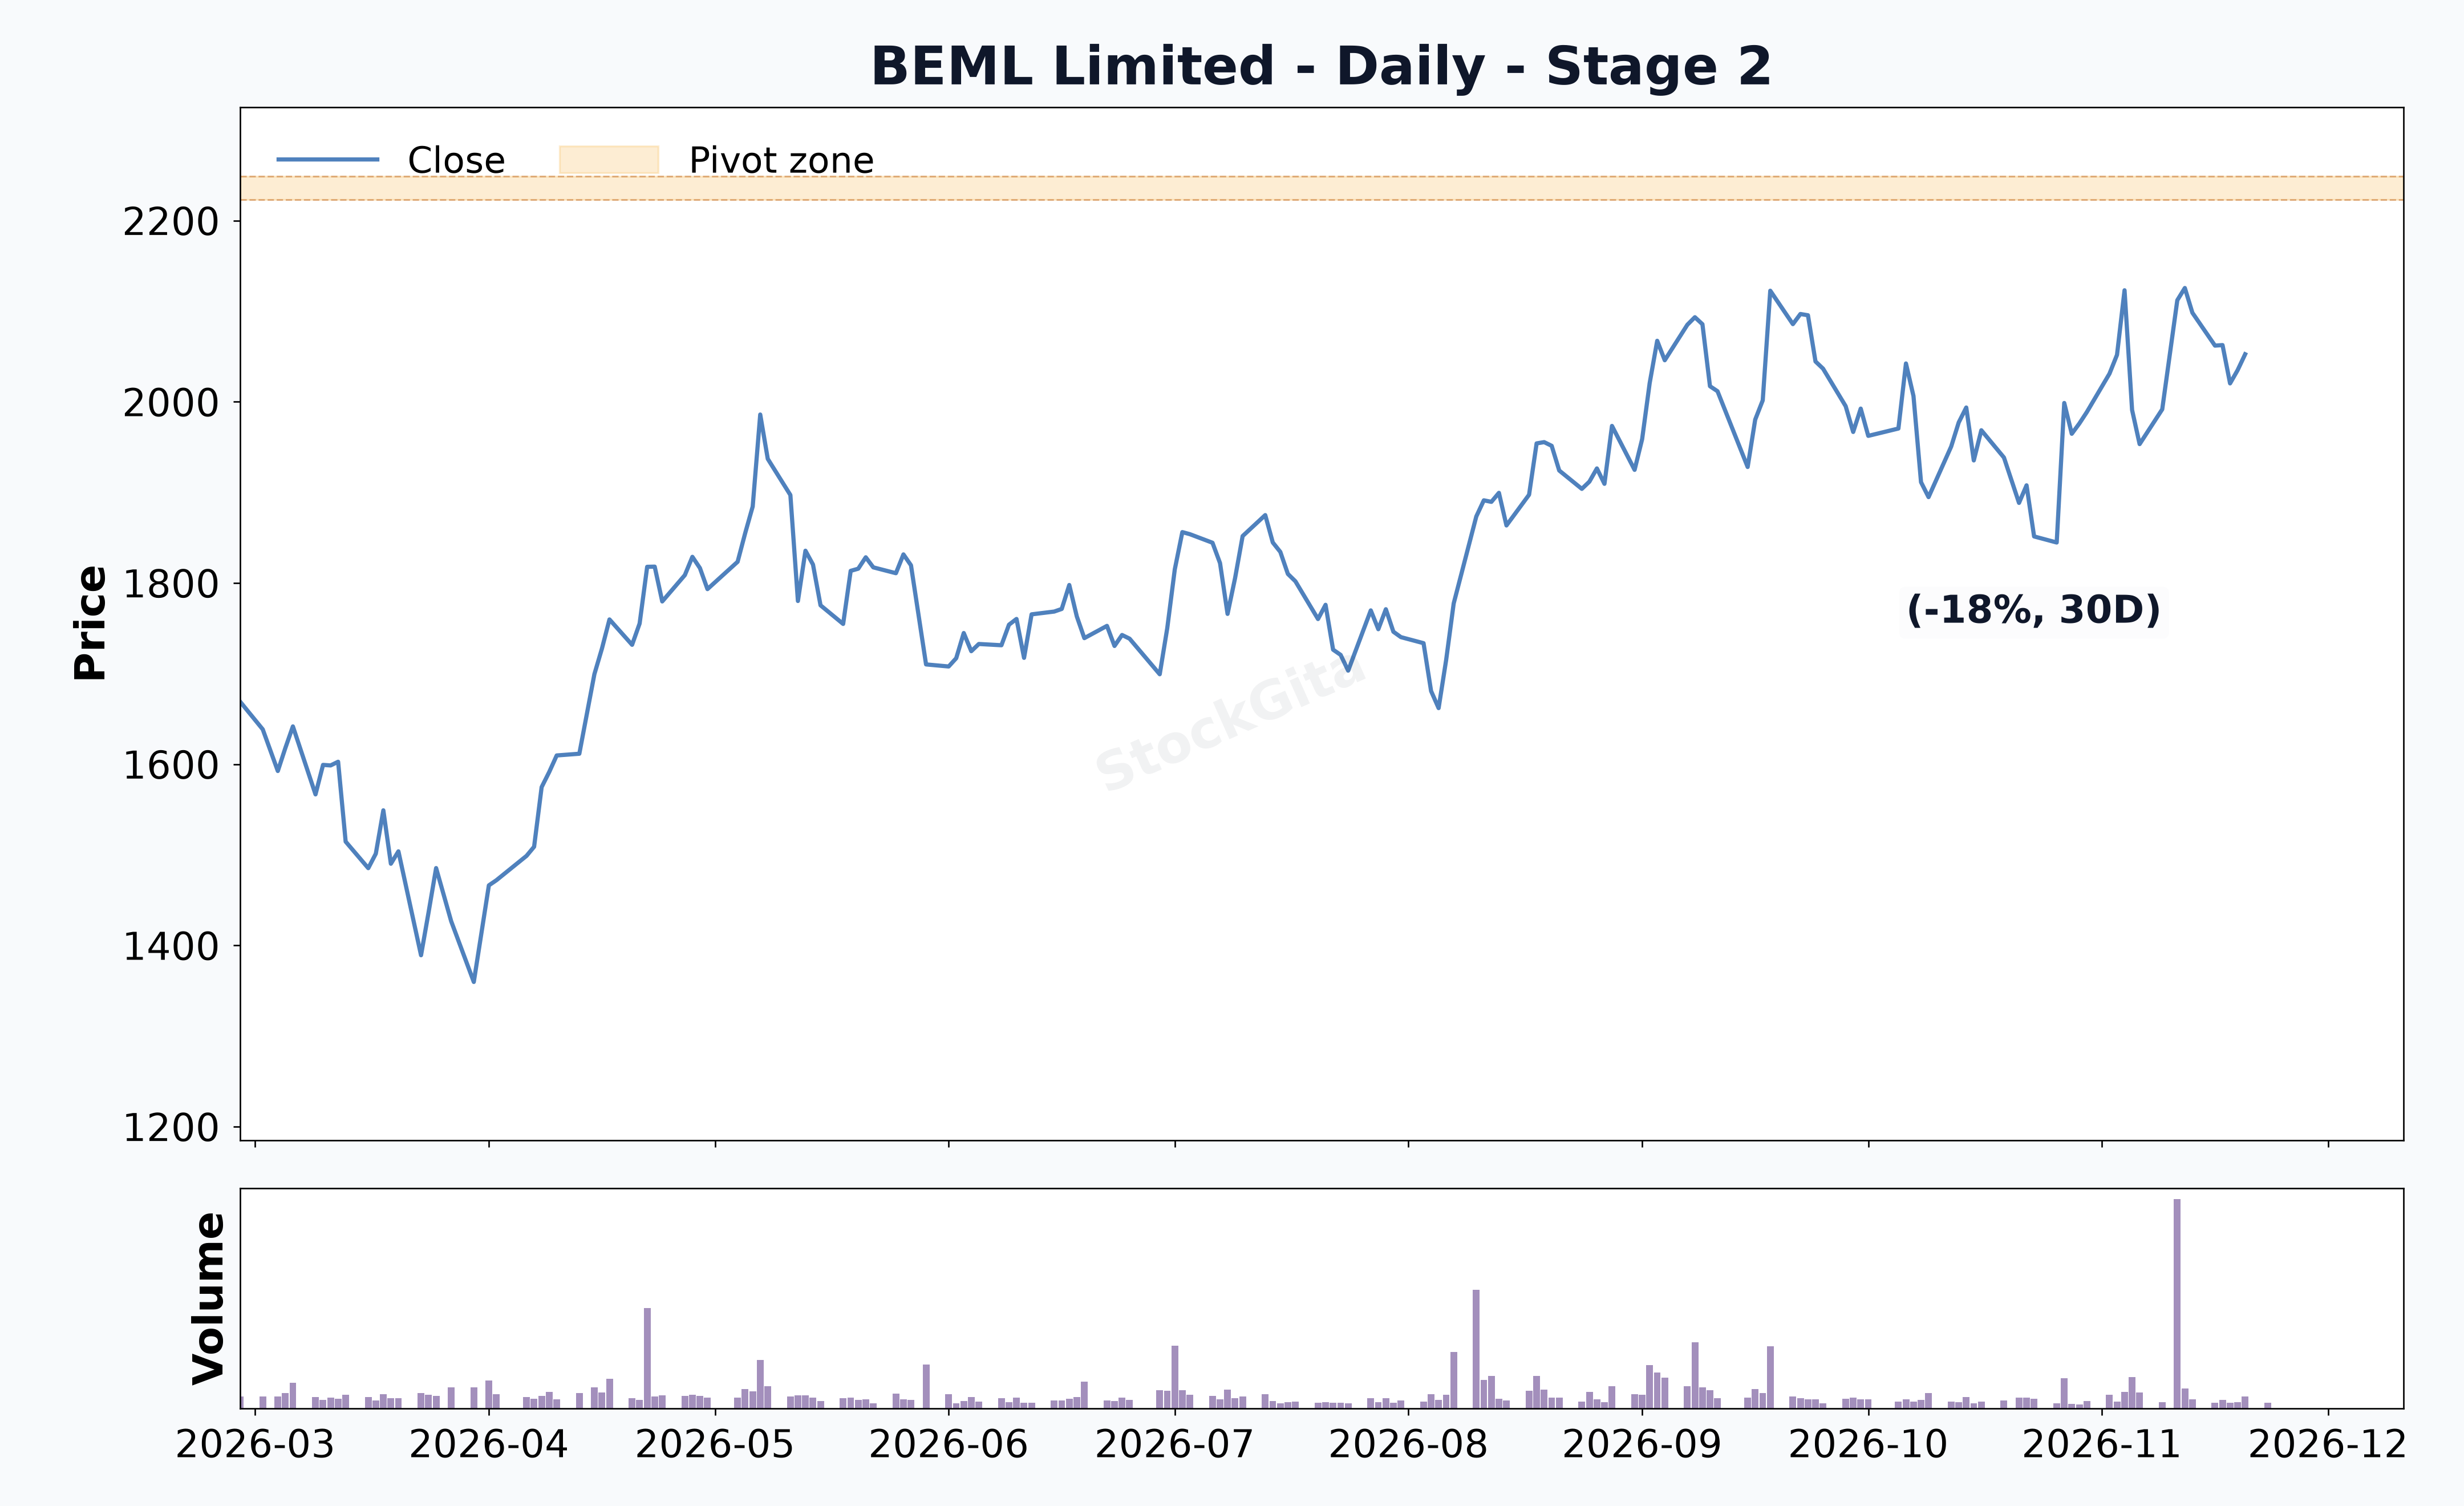 BEML Limited - Daily - Stage 2
Close
Pivot zone
2200
2000
1800
1600
1400
1200
Price
(-18%, 30D)
StockGita
Volume
2026-03
2026-04
2026-05
2026-06
2026-07
2026-08
2026-09
2026-10
2026-11
2026-12